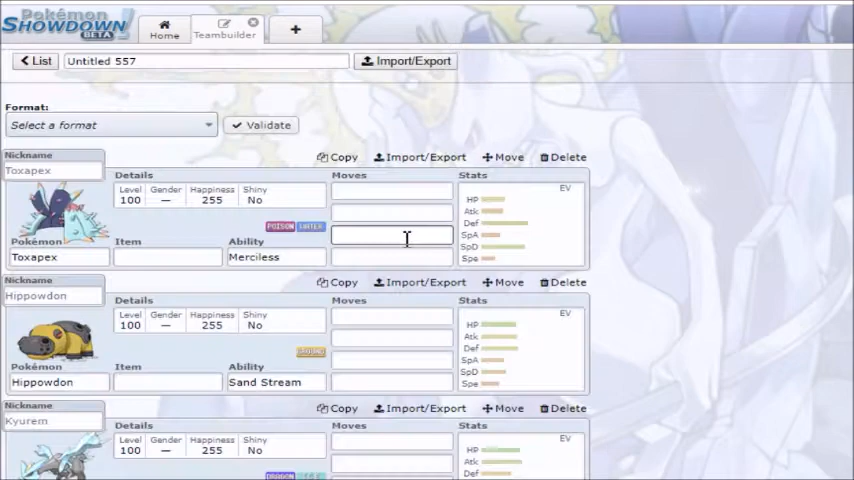 Pokémon
SHOWDOWN!
BETA
Home
Teambuilder
+
List
Untitled 557
Import/Export
Format:
Select a format
Validate
Nickname
Toxapex
Copy Import/Export Move Delete
Details Moves Stats
Level Gender Happiness Shiny
100 — 255 No
EV
HP
Atk
Def
SpA
SpD
Spe
POISON WATER
Pokémon Item Ability
Toxapex Merciless
Nickname
Hippowdon
Copy Import/Export Move Delete
Details Moves Stats
Level Gender Happiness Shiny
100 — 255 No
EV
HP
Atk
Def
SpA
SpD
Spe
GROUND
Pokémon Item Ability
Hippowdon Sand Stream
Nickname
Kyurem
Copy Import/Export Move Delete
Details Moves Stats
Level Gender Happiness Shiny
100 — 255 No
EV
HP
Atk
Def
SpA
DRAGON ICE